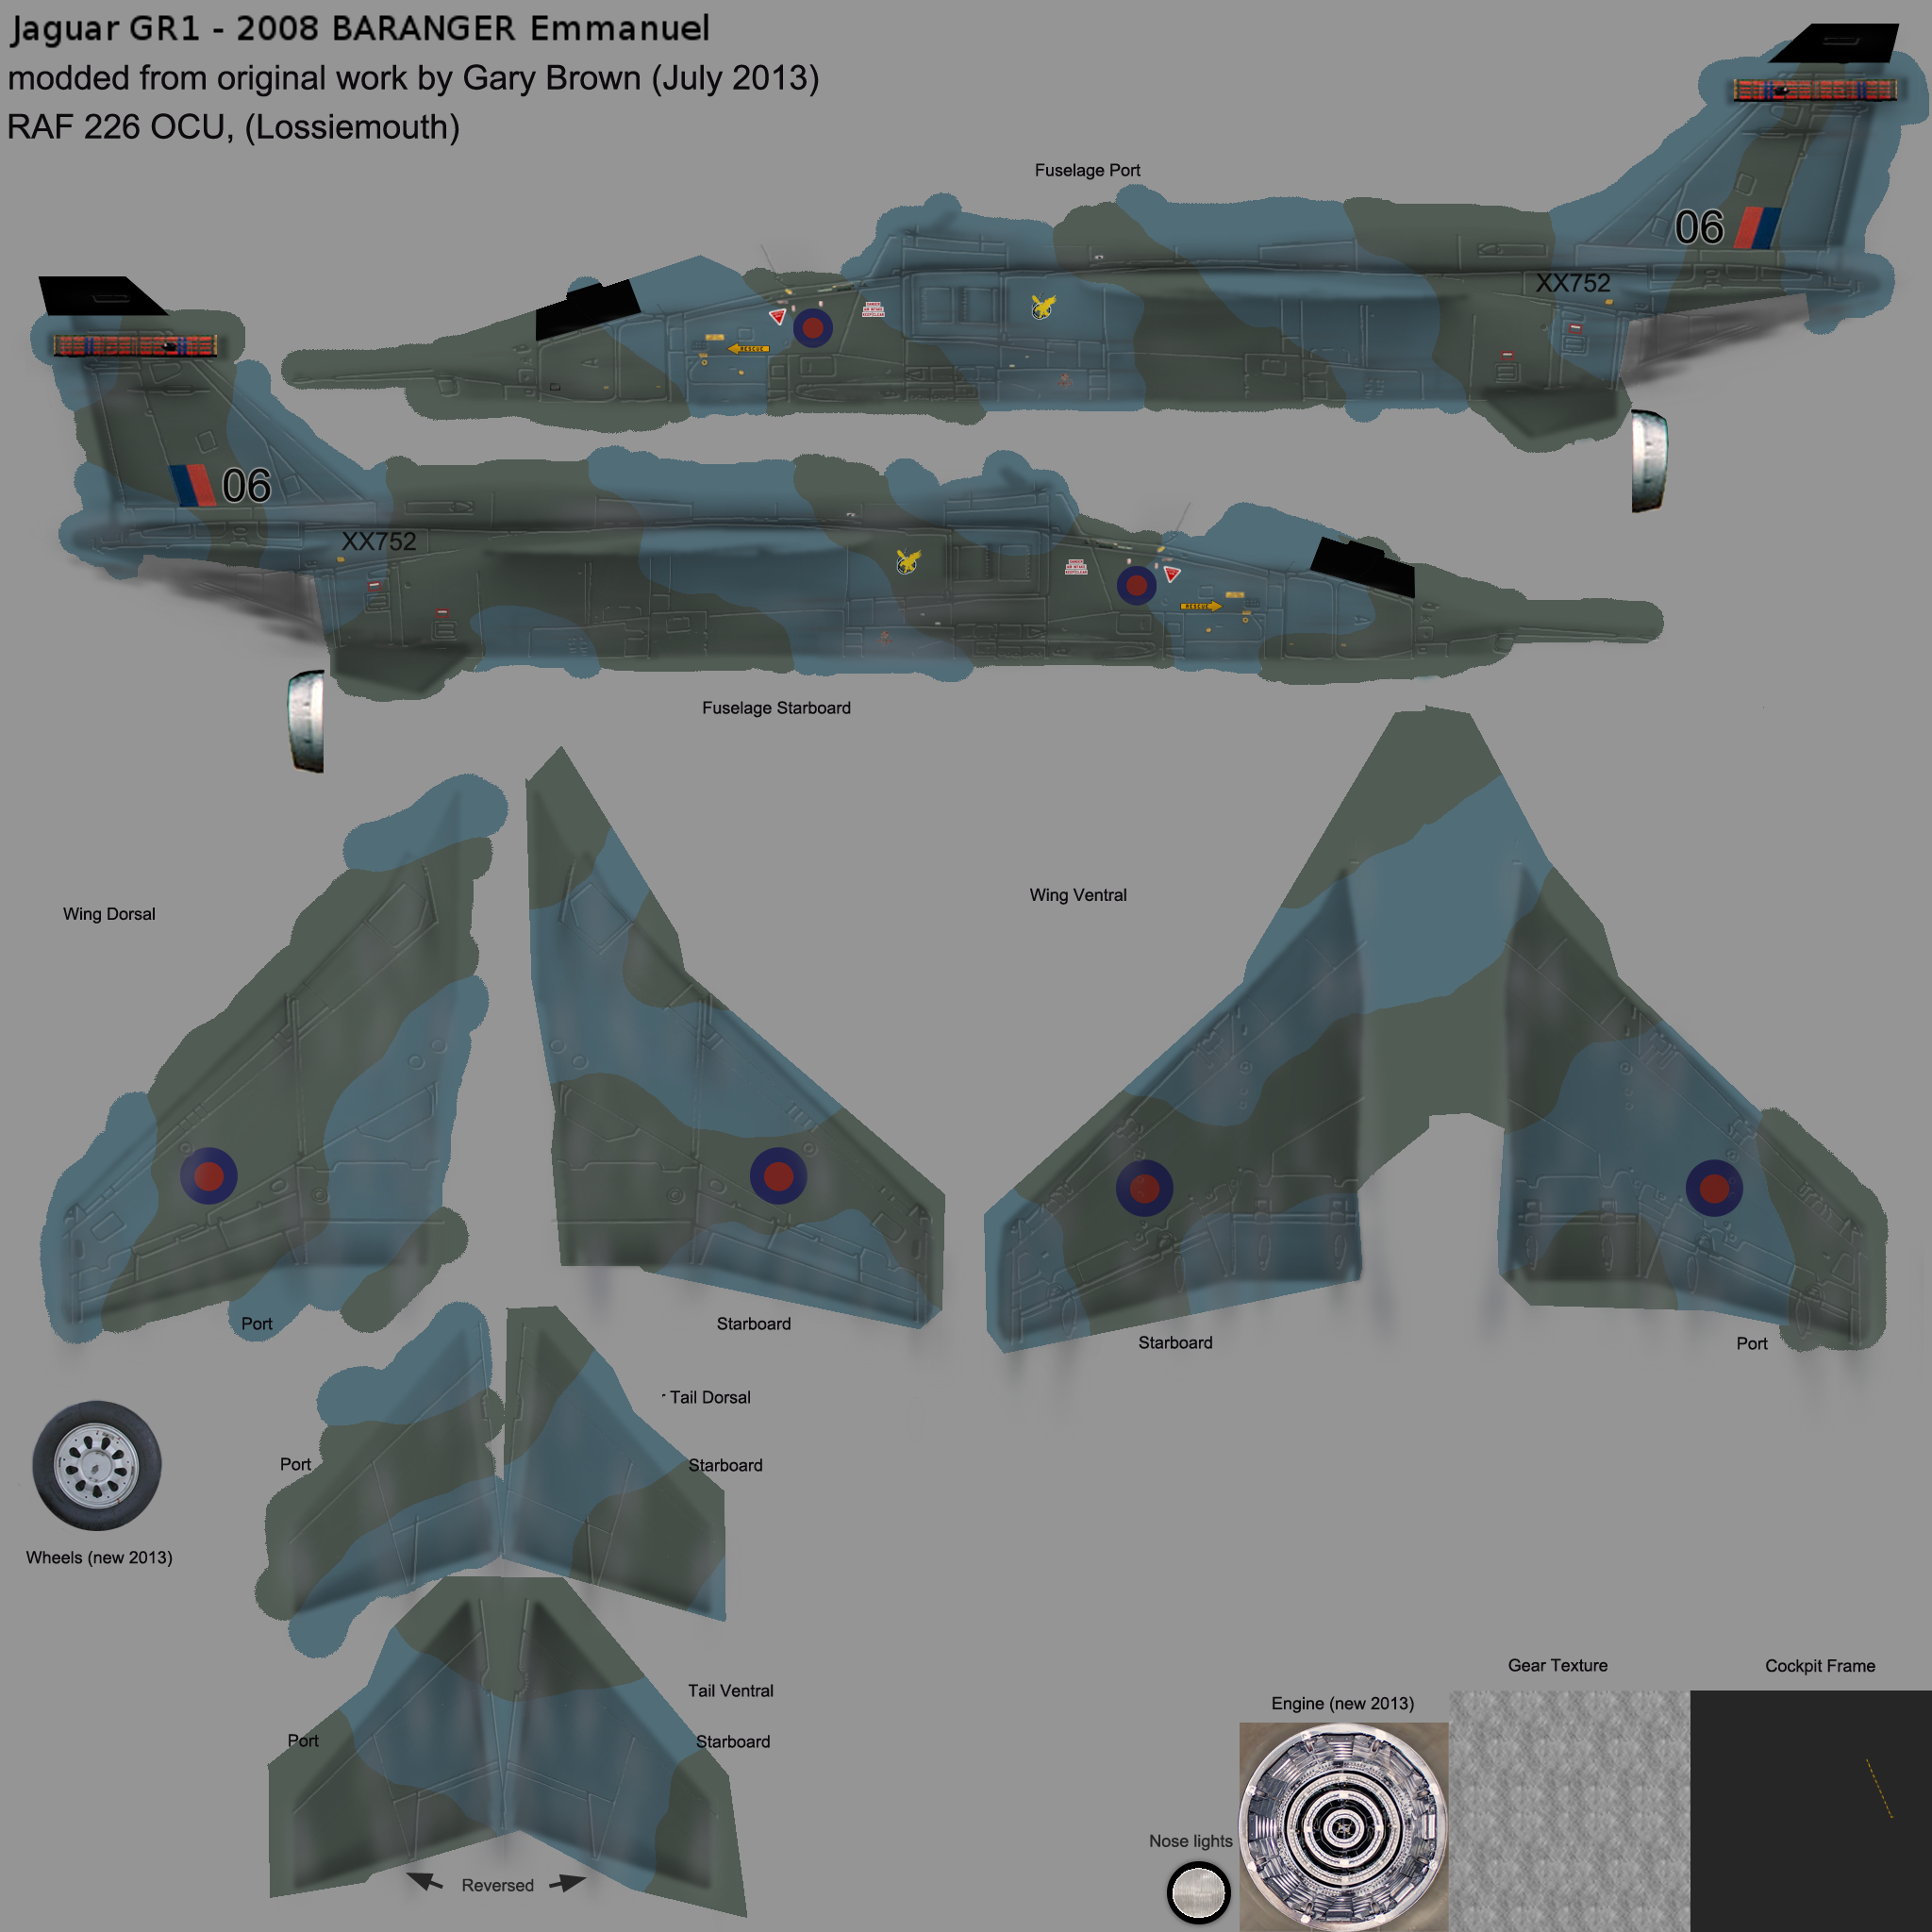 Jaguar GR1 - 2008 BARANGER Emmanuel
modded from original work by Gary Brown (July 2013)
RAF 226 OCU, (Lossiemouth)
Fuselage Port
06
XX752
RESCUE
06
XX752
RESCUE
Fuselage Starboard
Wing Dorsal
Wing Ventral
Port
Starboard
Starboard
Port
Tail Dorsal
Port
Starboard
Wheels (new 2013)
Tail Ventral
Port
Starboard
Reversed
Gear Texture
Cockpit Frame
Engine (new 2013)
Nose lights